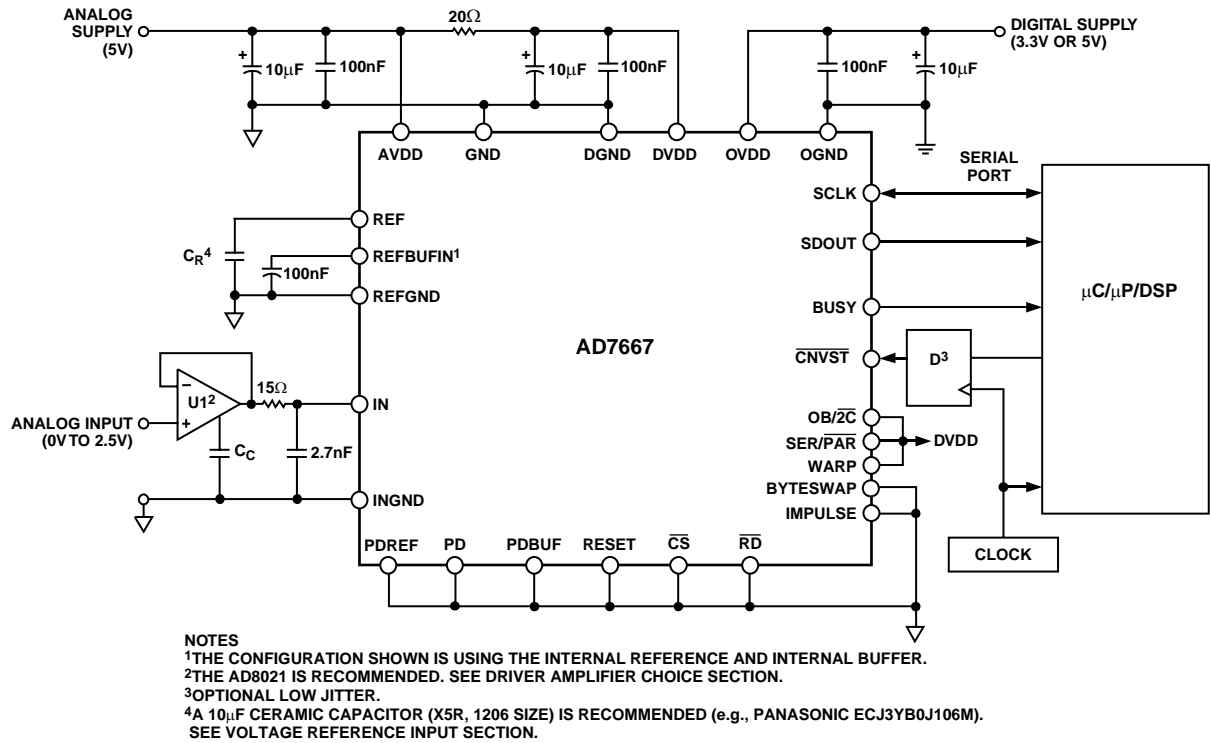 ANALOG
SUPPLY
(5V)
20Ω
DIGITAL SUPPLY
(3.3V OR 5V)
+
10μF
100nF
+
10μF
100nF
100nF
+
10μF
AVDD
GND
DGND
DVDD
OVDD
OGND
SERIAL
PORT
SCLK
REF
SDOUT
CR4
REFBUFIN1
100nF
REFGND
BUSY
μC/μP/DSP
AD7667
CNVST
D3
−
U12
+
15Ω
IN
ANALOG INPUT
(0V TO 2.5V)
CC
2.7nF
OB/2C
SER/PAR
DVDD
WARP
BYTESWAP
INGND
IMPULSE
PDREF
PD
PDBUF
RESET
CS
RD
CLOCK
NOTES
1THE CONFIGURATION SHOWN IS USING THE INTERNAL REFERENCE AND INTERNAL BUFFER.
2THE AD8021 IS RECOMMENDED. SEE DRIVER AMPLIFIER CHOICE SECTION.
3OPTIONAL LOW JITTER.
4A 10μF CERAMIC CAPACITOR (X5R, 1206 SIZE) IS RECOMMENDED (e.g., PANASONIC ECJ3YB0J106M).
SEE VOLTAGE REFERENCE INPUT SECTION.